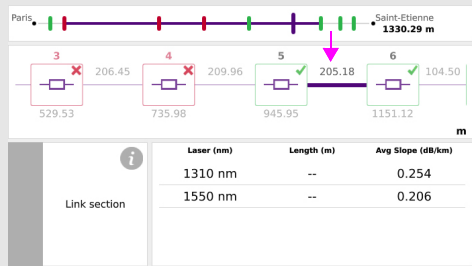 Paris
Saint-Etienne
1330.29 m
3 4 5 6
206.45 209.96 205.18 104.50
529.53 735.98 945.95 1151.12
m
i
Link section
Laser (nm) Length (m) Avg Slope (dB/km)
1310 nm -- 0.254
1550 nm -- 0.206